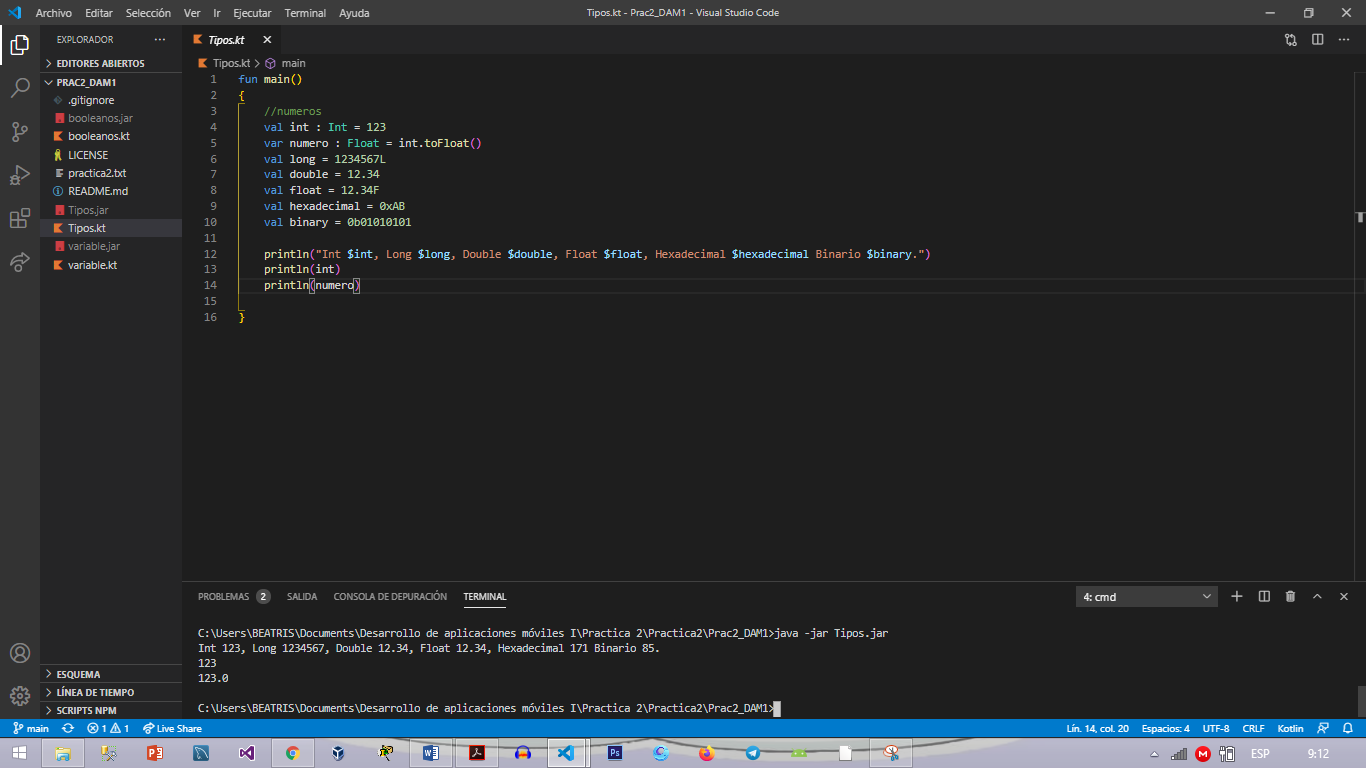 Archivo Editar Selección Ver Ir Ejecutar Terminal Ayuda
Tipos.kt - Prac2_DAM1 - Visual Studio Code
EXPLORADOR
EDITORES ABIERTOS
PRAC2_DAM1
.gitignore
booleanos.jar
booleanos.kt
LICENSE
practica2.txt
README.md
Tipos.jar
Tipos.kt
variable.jar
variable.kt
ESQUEMA
LÍNEA DE TIEMPO
SCRIPTS NPM
Tipos.kt
Tipos.kt > main
1 fun main()
2 {
3 //numeros
4 val int : Int = 123
5 var numero : Float = int.toFloat()
6 val long = 1234567L
7 val double = 12.34
8 val float = 12.34F
9 val hexadecimal = 0xAB
10 val binary = 0b01010101
11
12 println("Int $int, Long $long, Double $double, Float $float, Hexadecimal $hexadecimal Binario $binary.")
13 println(int)
14 println(numero)
15
16 }
PROBLEMAS 2 SALIDA CONSOLA DE DEPURACIÓN TERMINAL
4: cmd
C:\Users\BEATRIS\Documents\Desarrollo de aplicaciones móviles I\Practica 2\Practica2\Prac2_DAM1>java -jar Tipos.jar
Int 123, Long 1234567, Double 12.34, Float 12.34, Hexadecimal 171 Binario 85.
123
123.0
C:\Users\BEATRIS\Documents\Desarrollo de aplicaciones móviles I\Practica 2\Practica2\Prac2_DAM1>
main 1 1 Live Share
Lín. 14, col. 20 Espacios: 4 UTF-8 CRLF Kotlin
ESP 9:12